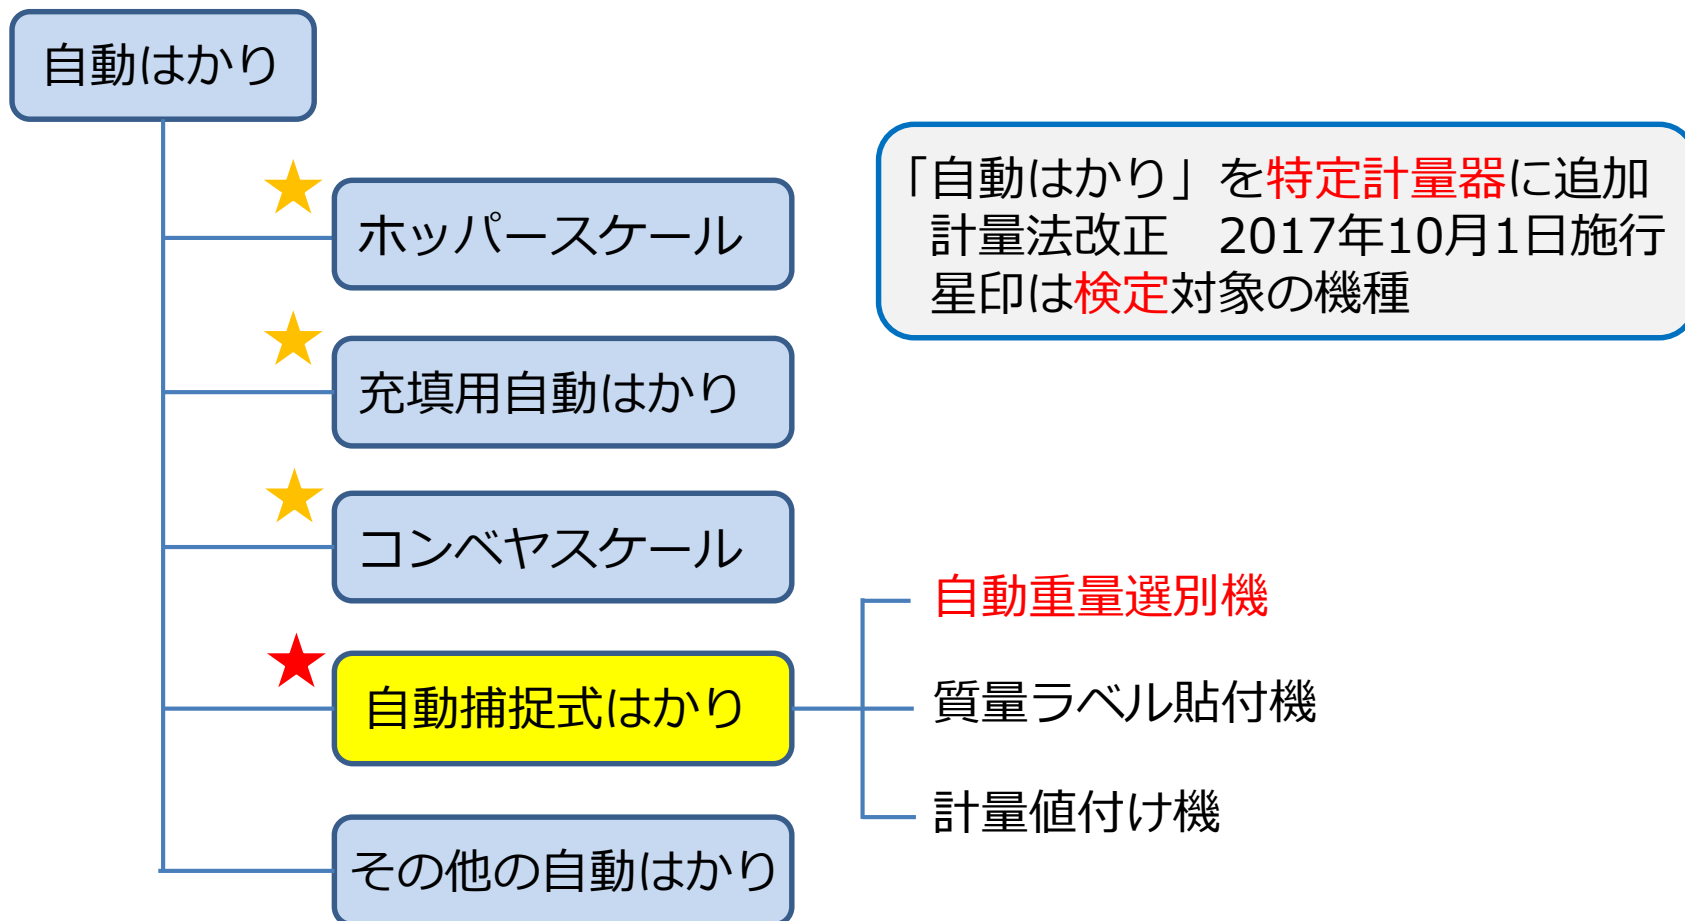 自動はかり
ホッパースケール
充填用自動はかり
コンベヤスケール
自動捕捉式はかり
その他の自動はかり
「自動はかり」を特定計量器に追加
計量法改正　2017年10月1日施行
星印は検定対象の機種
自動重量選別機
質量ラベル貼付機
計量値付け機